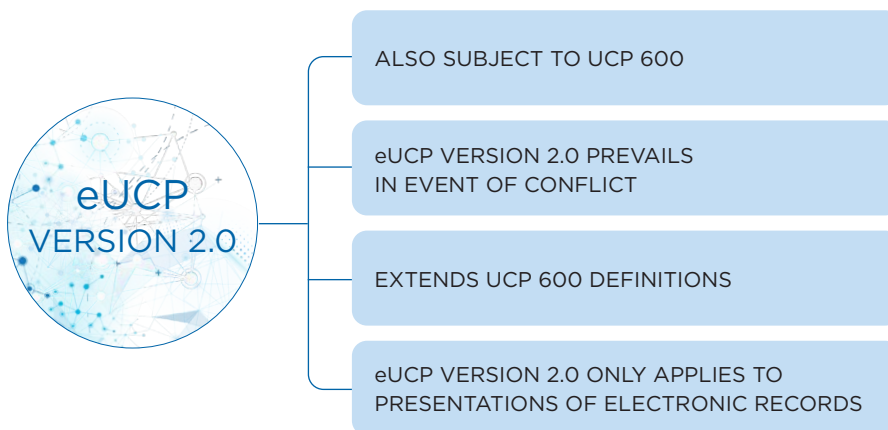 eUCP
VERSION 2.0
ALSO SUBJECT TO UCP 600
eUCP VERSION 2.0 PREVAILS
IN EVENT OF CONFLICT
EXTENDS UCP 600 DEFINITIONS
eUCP VERSION 2.0 ONLY APPLIES TO
PRESENTATIONS OF ELECTRONIC RECORDS